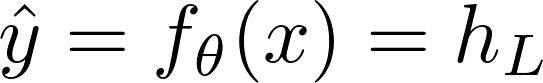 ŷ = f_θ(x) = h_L